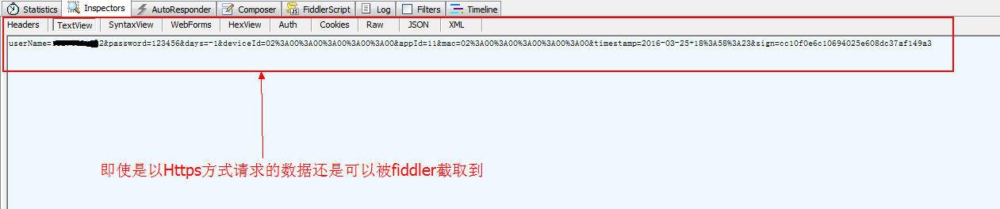 Statistics Inspectors AutoResponder Composer FiddlerScript Log Filters Timeline
Headers TextView SyntaxView WebForms HexView Auth Cookies Raw JSON XML
userName= 2&password=123456&days=-1&deviceId=02%3A00%3A00%3A00%3A00%3A00&appId=11&mac=02%3A00%3A00%3A00%3A00%3A00&timestamp=2016-03-25+18%3A58%3A23&sign=cc10f0e6c10694025e608dc37af149a3
即使是以Https方式请求的数据还是可以被fiddler截取到